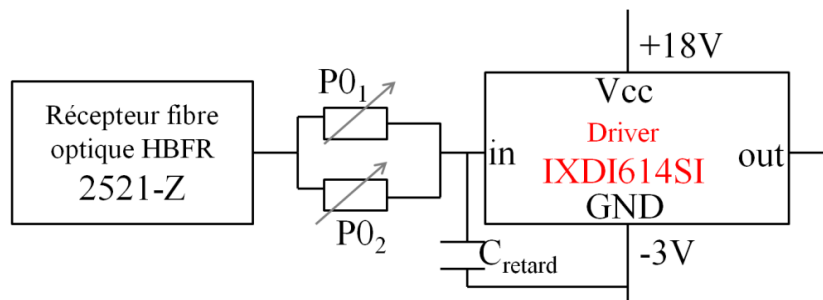 Récepteur fibre
optique HBFR
2521-Z
P0₁
P0₂
C_retard
+18V
Vcc
Driver
in
IXDI614SI
out
GND
-3V